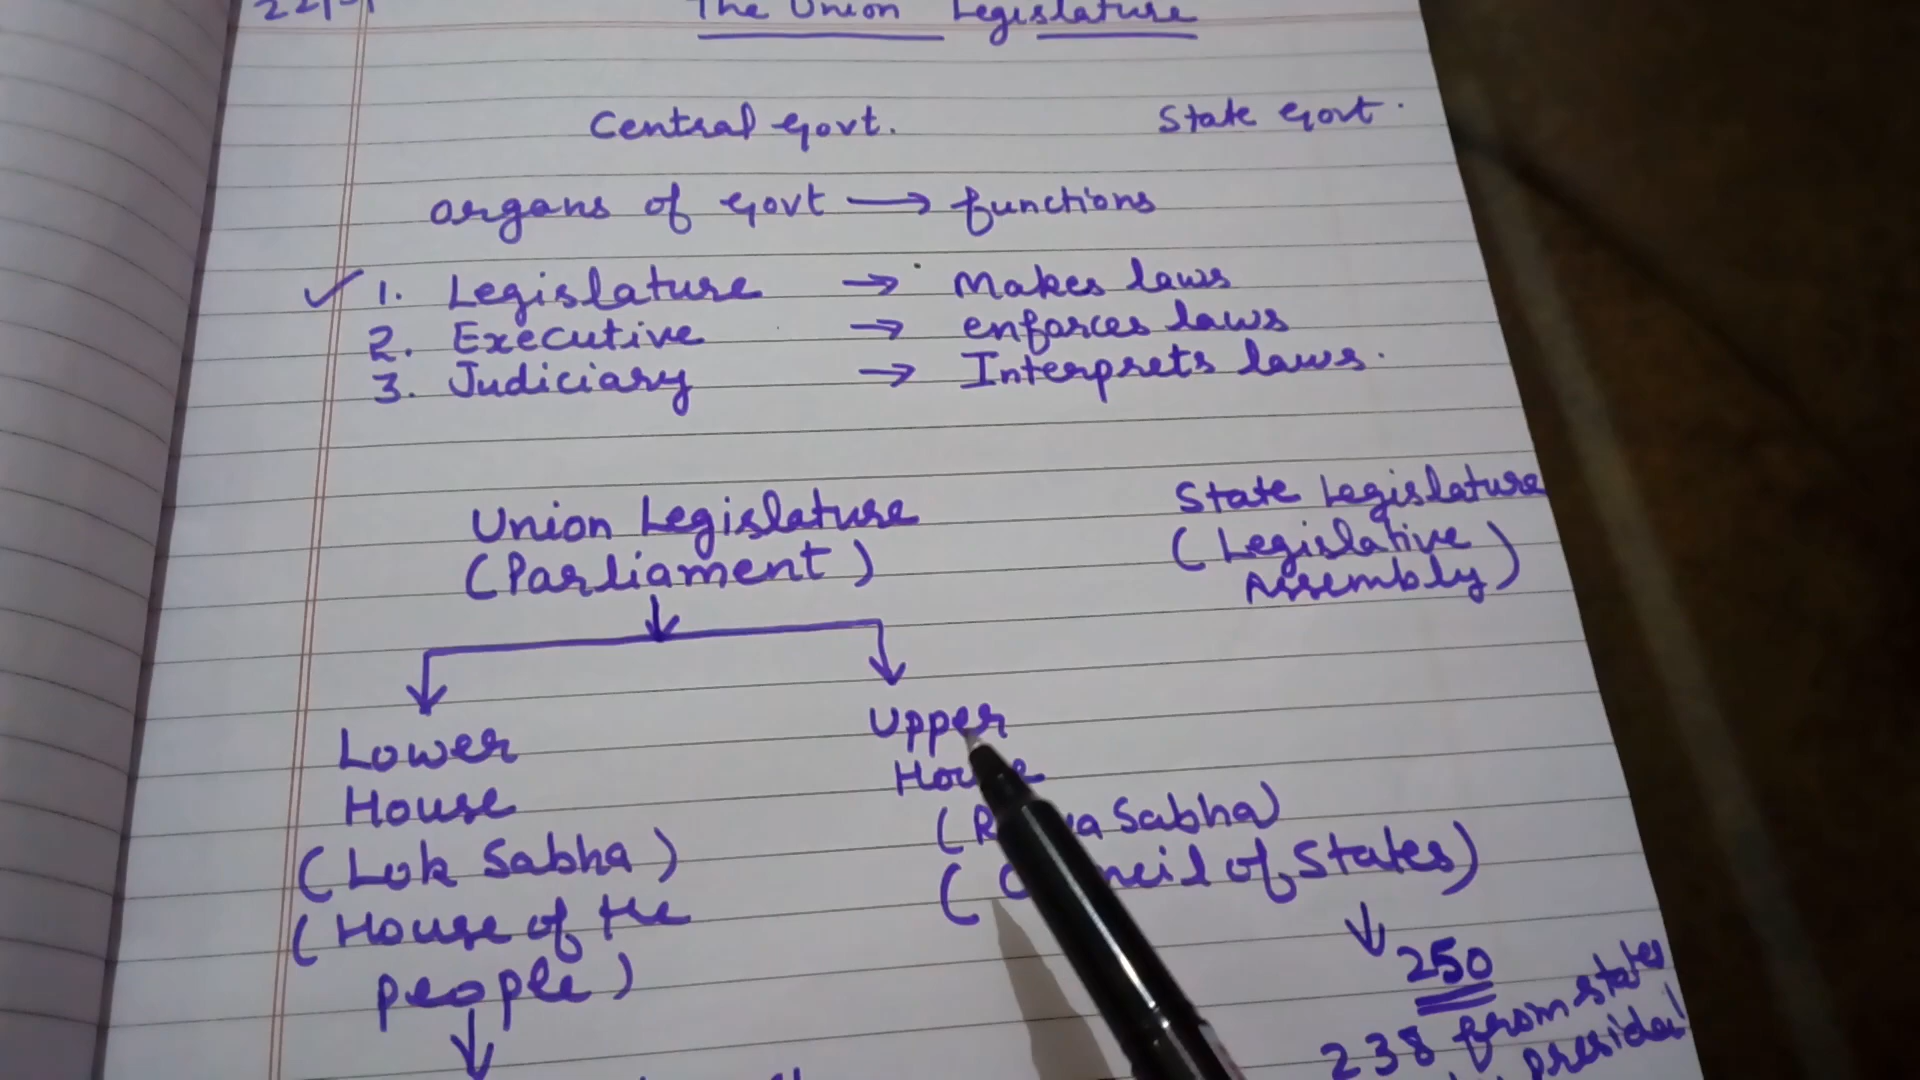 The Union Legislature
Central Govt. State Govt.
organs of Govt → functions
✓ 1. Legislature → Makes laws
2. Executive → enforces laws
3. Judiciary → Interprets laws.
Union Legislature
(Parliament)
State Legislature
(Legislative
Assembly)
Lower
House
(Lok Sabha)
(House of the
people)
Upper
House
Sabha)
of States)
250
238 from states